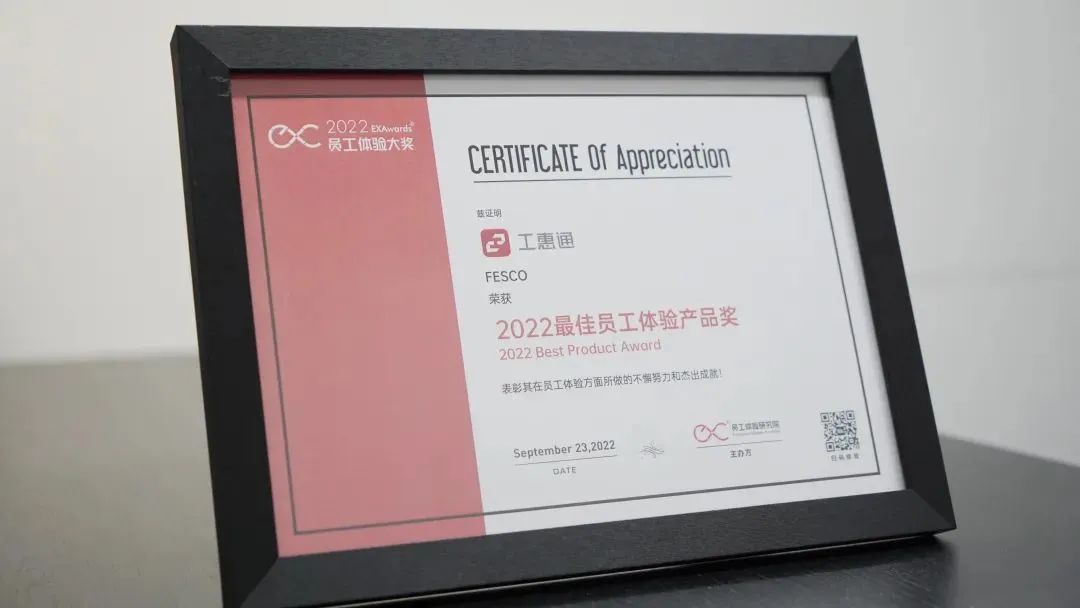 2022 EXAwards®
员工体验大奖
CERTIFICATE Of Appreciation
兹证明
工惠通
FESCO
荣获
2022最佳员工体验产品奖
2022 Best Product Award
表彰其在员工体验方面所做的不懈努力和杰出成就!
September 23,2022
DATE
员工体验研究院
主办方